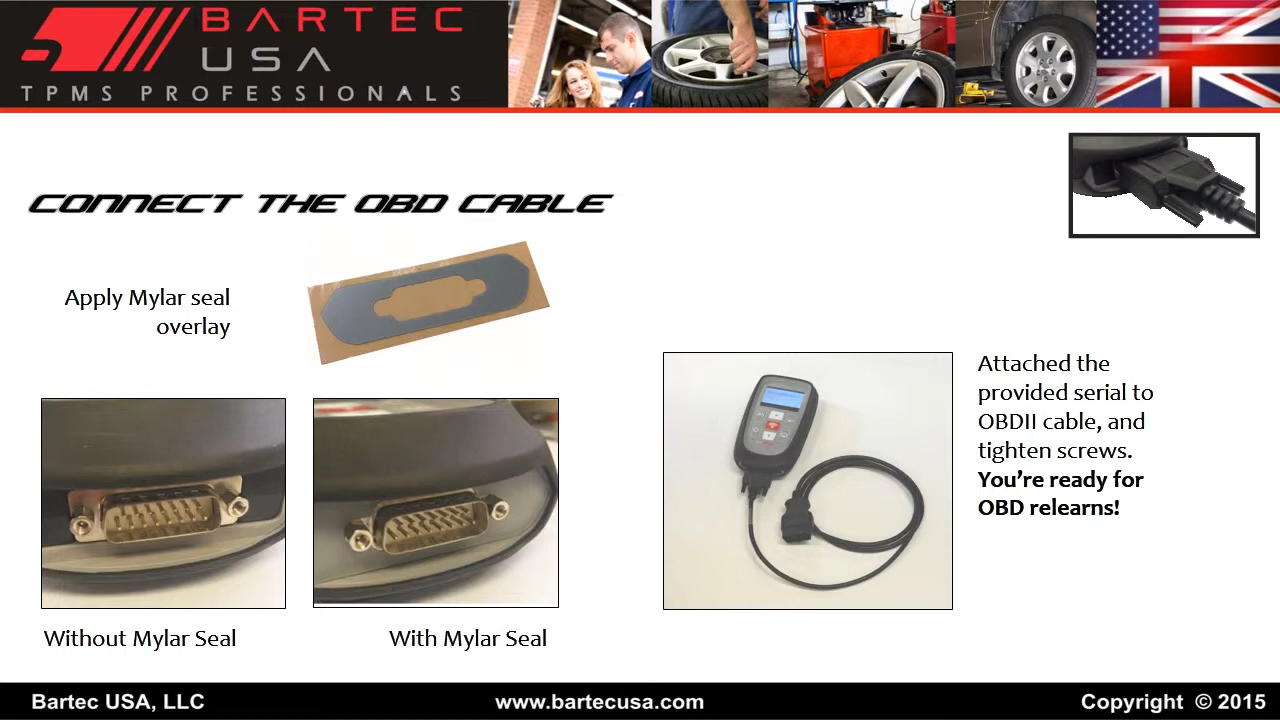 BARTEC
USA
TPMS PROFESSIONALS
CONNECT THE OBD CABLE
Apply Mylar seal
overlay
Attached the
provided serial to
OBDII cable, and
tighten screws.
You’re ready for
OBD relearns!
Without Mylar Seal
With Mylar Seal
Bartec USA, LLC
www.bartecusa.com
Copyright © 2015